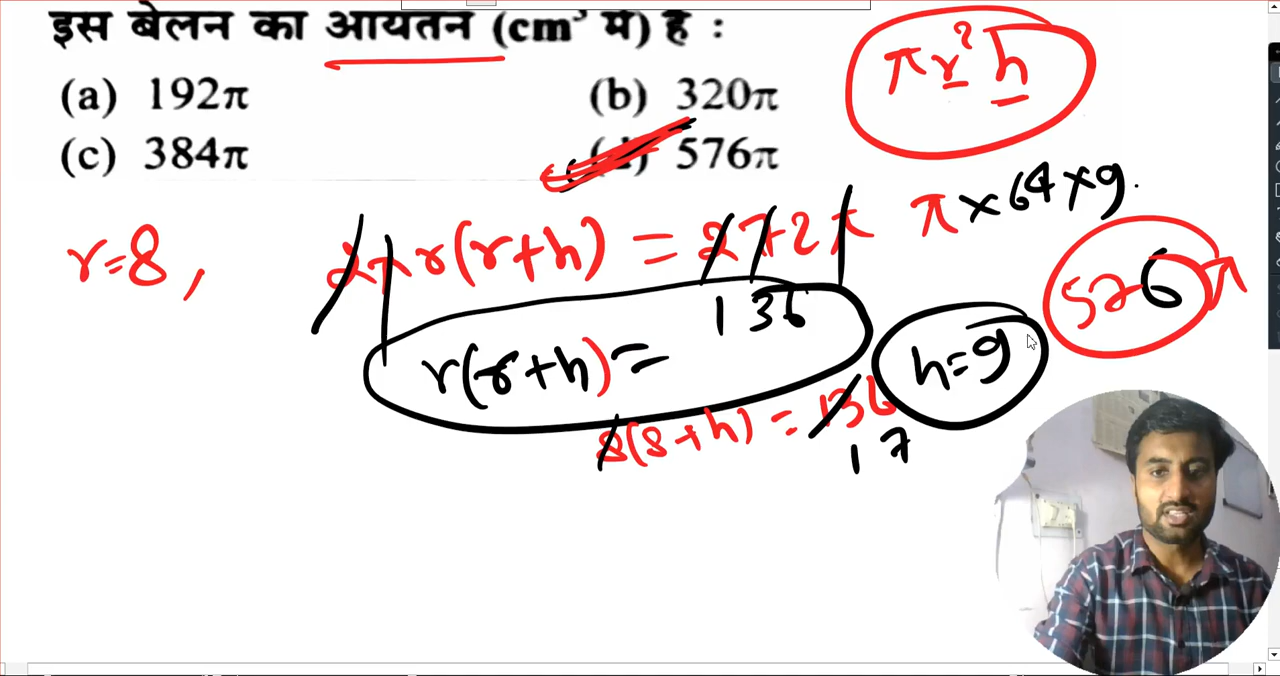 इस बेलन का आयतन (cm³ में) है :
πr²h
(a) 192π (b) 320π
(c) 384π (d) 576π
π×64×9.
r=8, 2πr(r+h) = 272π
576π
136
r(r+h)=
h=9
8(8+h) = 136
17